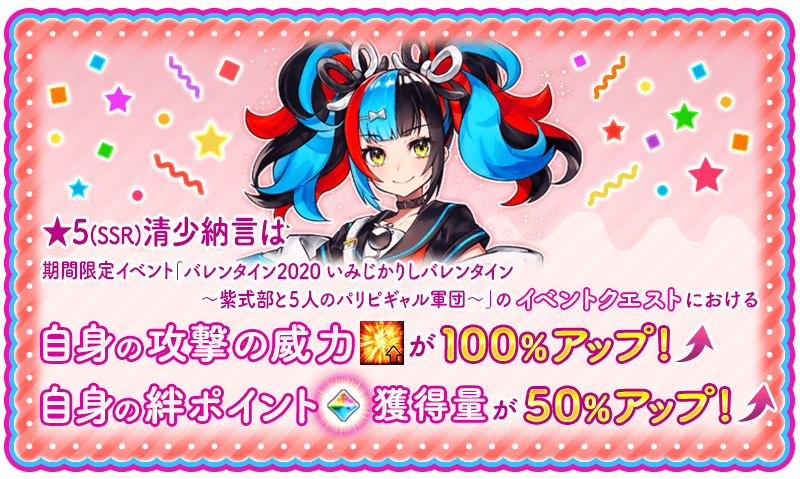 ★5(SSR)清少納言は
期間限定イベント「バレンタイン2020 いみじかりしバレンタイン
～紫式部と5人のパリピギャル軍団～」のイベントクエストにおける
自身の攻撃の威力が100%アップ!
自身の絆ポイント獲得量が50%アップ!